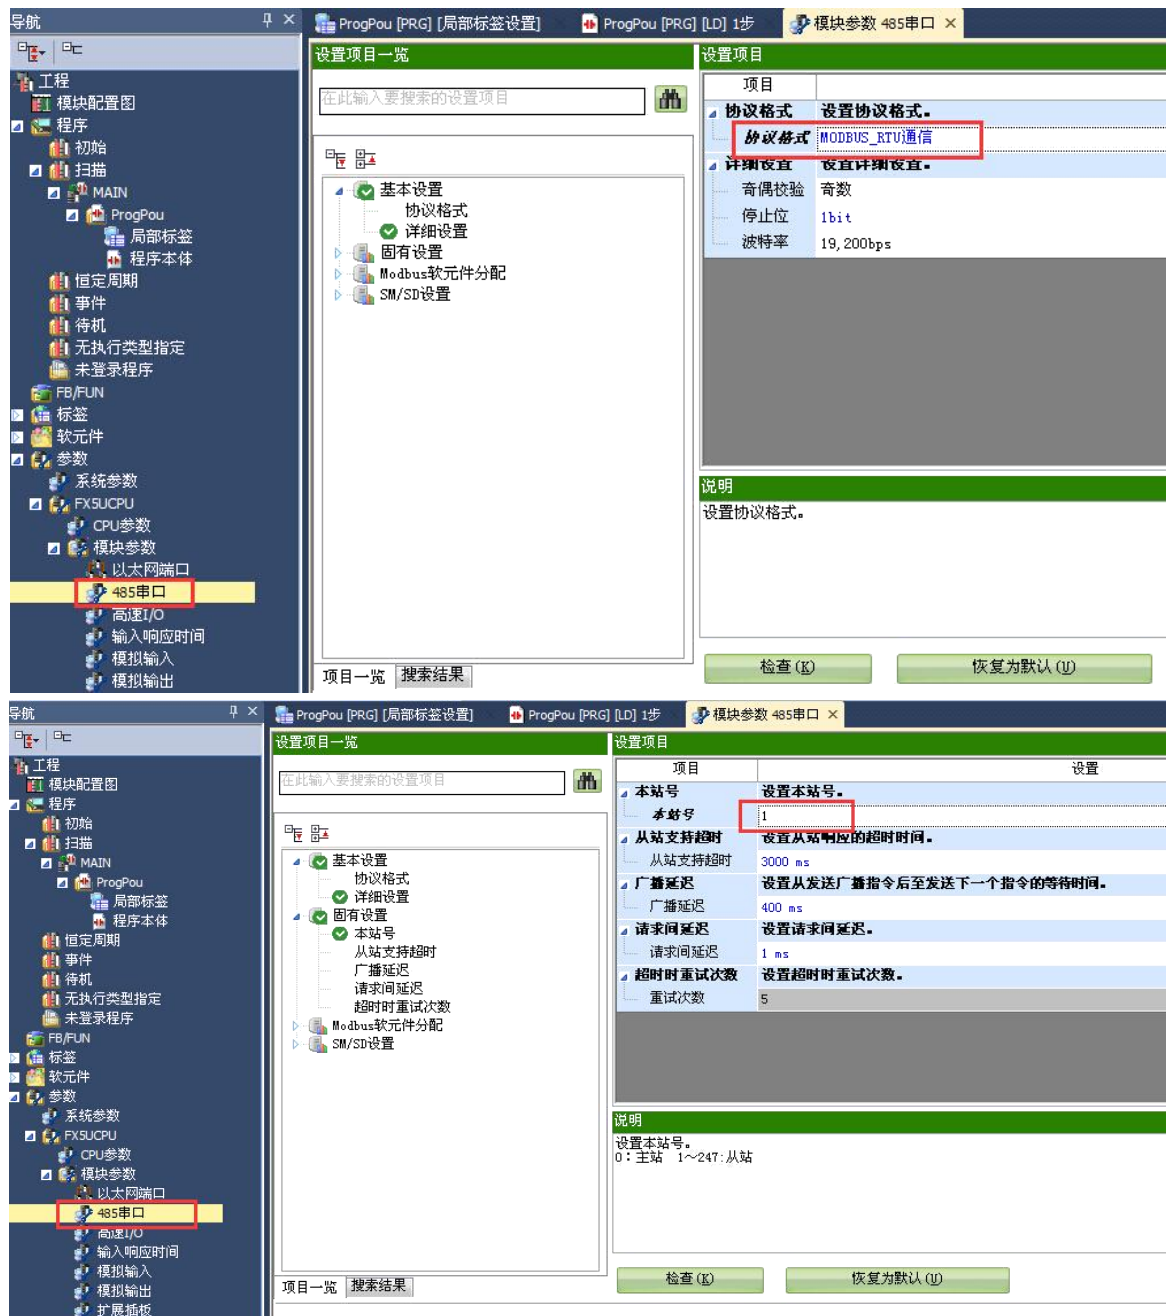 导航
ProgPou [PRG] [局部标签设置]
ProgPou [PRG] [LD] 1步
模块参数 485串口
工程
模块配置图
程序
初始
扫描
MAIN
ProgPou
局部标签
程序本体
恒定周期
事件
待机
无执行类型指定
未登录程序
FB/FUN
标签
软元件
参数
系统参数
FX5UCPU
CPU参数
模块参数
以太网端口
485串口
高速I/O
输入响应时间
模拟输入
模拟输出
设置项目一览
在此输入要搜索的设置项目
基本设置
协议格式
详细设置
固有设置
Modbus软元件分配
SM/SD设置
项目一览 搜索结果
设置项目
项目
协议格式 设置协议格式。
协议格式 MODBUS_RTU通信
详细设置 设置详细设置。
奇偶校验 奇数
停止位 1bit
波特率 19,200bps
说明
设置协议格式。
检查(K) 恢复为默认(U)
导航
ProgPou [PRG] [局部标签设置]
ProgPou [PRG] [LD] 1步
模块参数 485串口
工程
模块配置图
程序
初始
扫描
MAIN
ProgPou
局部标签
程序本体
恒定周期
事件
待机
无执行类型指定
未登录程序
FB/FUN
标签
软元件
参数
系统参数
FX5UCPU
CPU参数
模块参数
以太网端口
485串口
高速I/O
输入响应时间
模拟输入
模拟输出
扩展插板
设置项目一览
在此输入要搜索的设置项目
基本设置
协议格式
详细设置
固有设置
本站号
从站支持超时
广播延迟
请求间延迟
超时时重试次数
Modbus软元件分配
SM/SD设置
项目一览 搜索结果
设置项目
项目 设置
本站号 设置本站号。
本站号 1
从站支持超时 设置从站响应的超时时间。
从站支持超时 3000 ms
广播延迟 设置从发送广播指令后至发送下一个指令的等待时间。
广播延迟 400 ms
请求间延迟 设置请求间延迟。
请求间延迟 1 ms
超时时重试次数 设置超时时重试次数。
重试次数 5
说明
设置本站号。
0:主站 1～247:从站
检查(K) 恢复为默认(U)